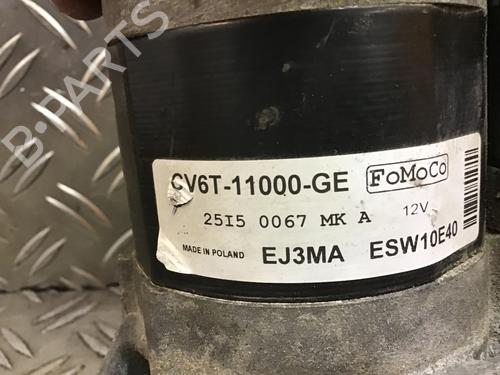 B-PARTS
CV6T-11000-GE FoMoCo
25I5 0067 MK A 12V
MADE IN POLAND EJ3MA ESW10E40